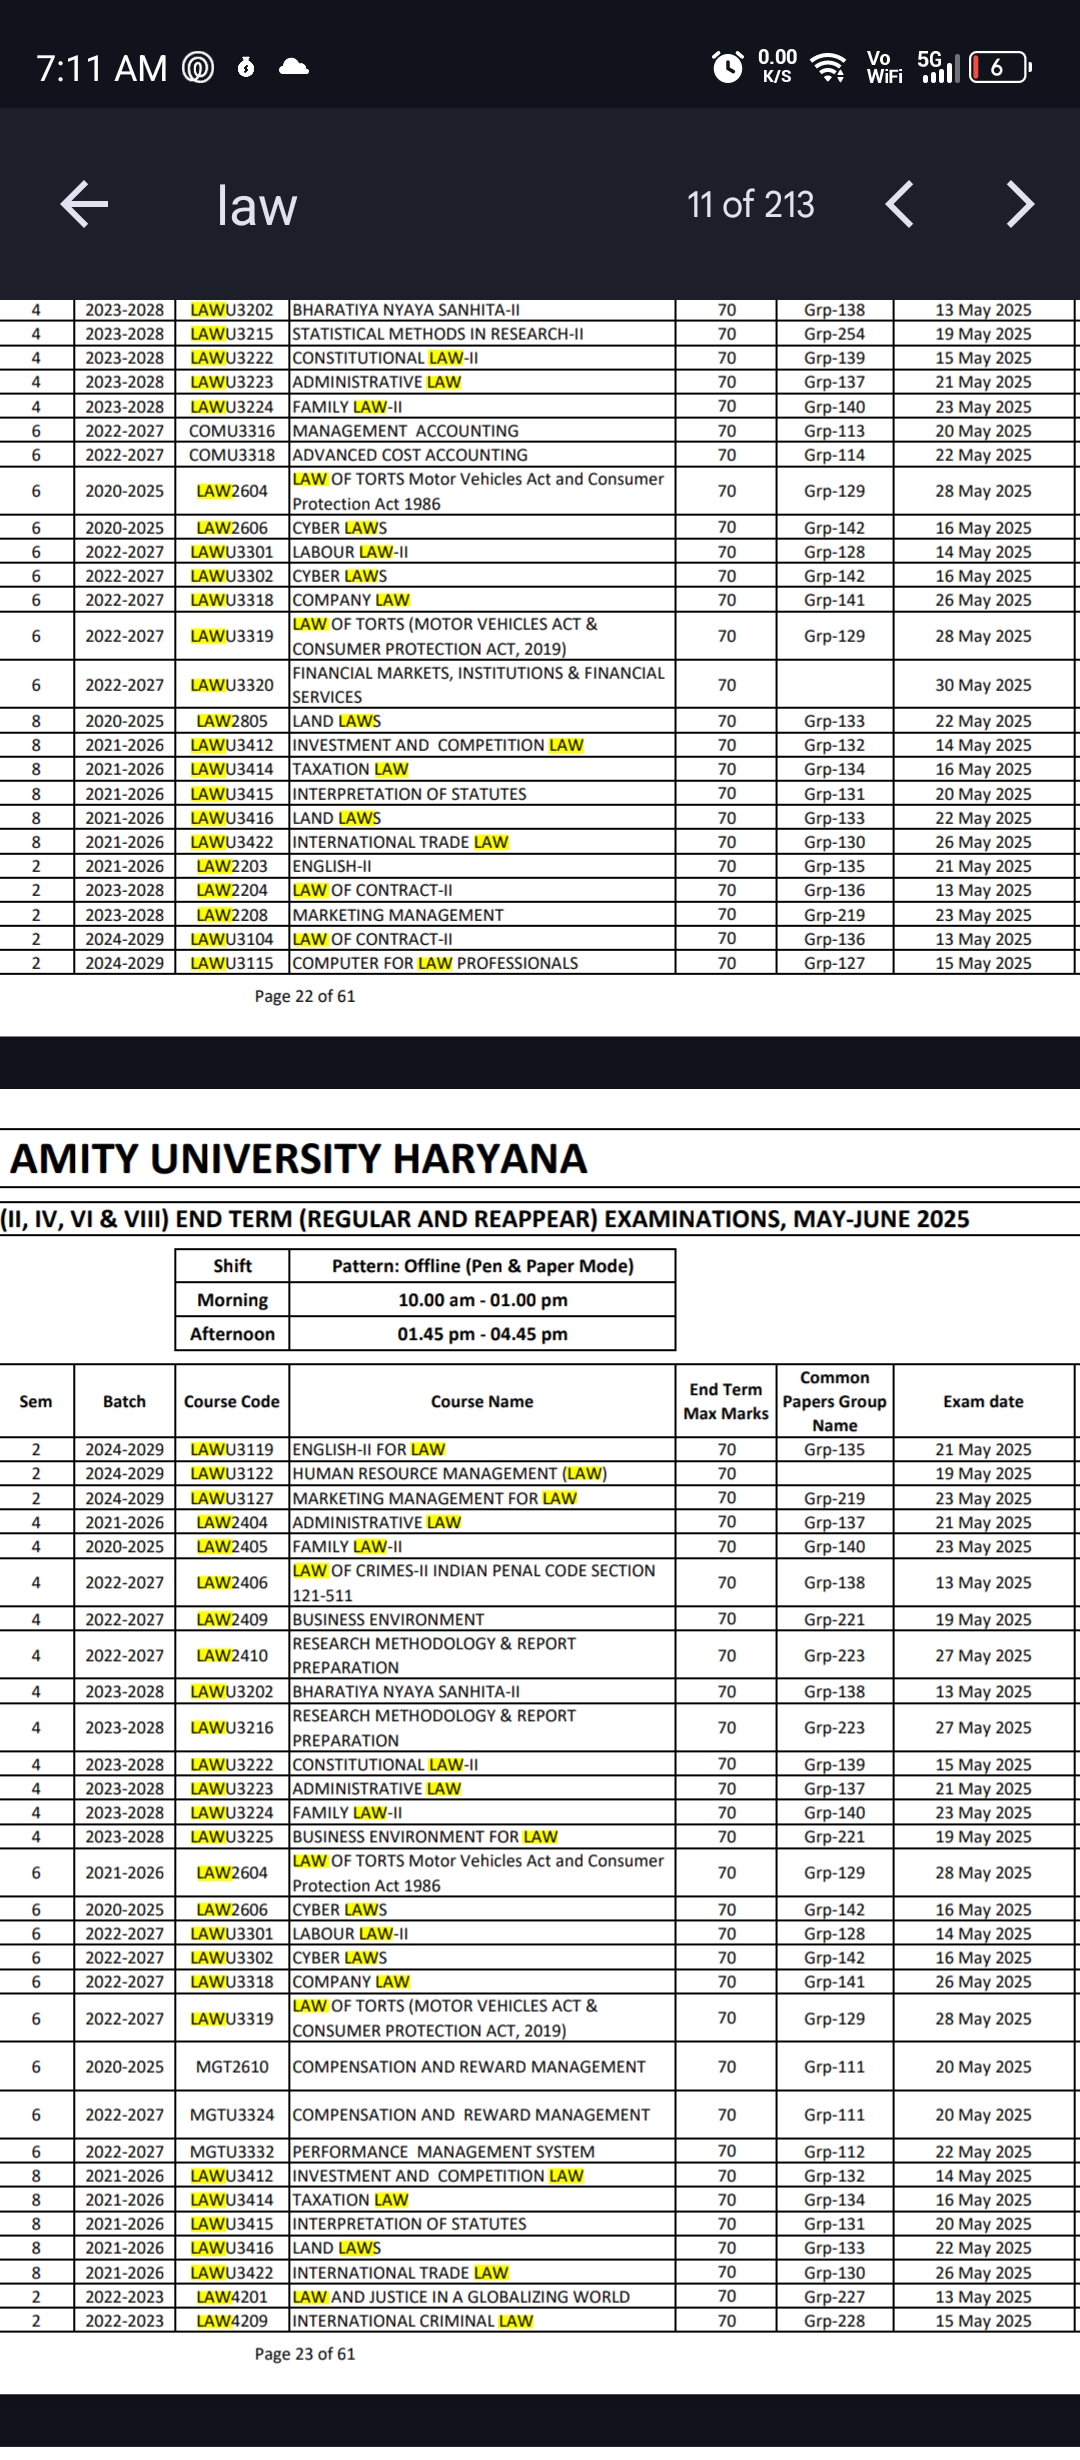 7:11 AM 0.00 K/S Vo WiFi 5G 6
law 11 of 213
4 2023-2028 LAWU3202 BHARATIYA NYAYA SANHITA-II 70 Grp-138 13 May 2025
4 2023-2028 LAWU3215 STATISTICAL METHODS IN RESEARCH-II 70 Grp-254 19 May 2025
4 2023-2028 LAWU3222 CONSTITUTIONAL LAW-II 70 Grp-139 15 May 2025
4 2023-2028 LAWU3223 ADMINISTRATIVE LAW 70 Grp-137 21 May 2025
4 2023-2028 LAWU3224 FAMILY LAW-II 70 Grp-140 23 May 2025
6 2022-2027 COMU3316 MANAGEMENT ACCOUNTING 70 Grp-113 20 May 2025
6 2022-2027 COMU3318 ADVANCED COST ACCOUNTING 70 Grp-114 22 May 2025
6 2020-2025 LAW2604 LAW OF TORTS Motor Vehicles Act and Consumer Protection Act 1986 70 Grp-129 28 May 2025
6 2020-2025 LAW2606 CYBER LAWS 70 Grp-142 16 May 2025
6 2022-2027 LAWU3301 LABOUR LAW-II 70 Grp-128 14 May 2025
6 2022-2027 LAWU3302 CYBER LAWS 70 Grp-142 16 May 2025
6 2022-2027 LAWU3318 COMPANY LAW 70 Grp-141 26 May 2025
6 2022-2027 LAWU3319 LAW OF TORTS (MOTOR VEHICLES ACT & CONSUMER PROTECTION ACT, 2019) 70 Grp-129 28 May 2025
6 2022-2027 LAWU3320 FINANCIAL MARKETS, INSTITUTIONS & FINANCIAL SERVICES 70 30 May 2025
8 2020-2025 LAW2805 LAND LAWS 70 Grp-133 22 May 2025
8 2021-2026 LAWU3412 INVESTMENT AND COMPETITION LAW 70 Grp-132 14 May 2025
8 2021-2026 LAWU3414 TAXATION LAW 70 Grp-134 16 May 2025
8 2021-2026 LAWU3415 INTERPRETATION OF STATUTES 70 Grp-131 20 May 2025
8 2021-2026 LAWU3416 LAND LAWS 70 Grp-133 22 May 2025
8 2021-2026 LAWU3422 INTERNATIONAL TRADE LAW 70 Grp-130 26 May 2025
2 2021-2026 LAW2203 ENGLISH-II 70 Grp-135 21 May 2025
2 2023-2028 LAW2204 LAW OF CONTRACT-II 70 Grp-136 13 May 2025
2 2023-2028 LAW2208 MARKETING MANAGEMENT 70 Grp-219 23 May 2025
2 2024-2029 LAWU3104 LAW OF CONTRACT-II 70 Grp-136 13 May 2025
2 2024-2029 LAWU3115 COMPUTER FOR LAW PROFESSIONALS 70 Grp-127 15 May 2025
Page 22 of 61
AMITY UNIVERSITY HARYANA
(II, IV, VI & VIII) END TERM (REGULAR AND REAPPEAR) EXAMINATIONS, MAY-JUNE 2025
Shift Pattern: Offline (Pen & Paper Mode)
Morning 10.00 am - 01.00 pm
Afternoon 01.45 pm - 04.45 pm
Sem Batch Course Code Course Name End Term Max Marks Common Papers Group Name Exam date
2 2024-2029 LAWU3119 ENGLISH-II FOR LAW 70 Grp-135 21 May 2025
2 2024-2029 LAWU3122 HUMAN RESOURCE MANAGEMENT (LAW) 70 19 May 2025
2 2024-2029 LAWU3127 MARKETING MANAGEMENT FOR LAW 70 Grp-219 23 May 2025
4 2021-2026 LAW2404 ADMINISTRATIVE LAW 70 Grp-137 21 May 2025
4 2020-2025 LAW2405 FAMILY LAW-II 70 Grp-140 23 May 2025
4 2022-2027 LAW2406 LAW OF CRIMES-II INDIAN PENAL CODE SECTION 121-511 70 Grp-138 13 May 2025
4 2022-2027 LAW2409 BUSINESS ENVIRONMENT 70 Grp-221 19 May 2025
4 2022-2027 LAW2410 RESEARCH METHODOLOGY & REPORT PREPARATION 70 Grp-223 27 May 2025
4 2023-2028 LAWU3202 BHARATIYA NYAYA SANHITA-II 70 Grp-138 13 May 2025
4 2023-2028 LAWU3216 RESEARCH METHODOLOGY & REPORT PREPARATION 70 Grp-223 27 May 2025
4 2023-2028 LAWU3222 CONSTITUTIONAL LAW-II 70 Grp-139 15 May 2025
4 2023-2028 LAWU3223 ADMINISTRATIVE LAW 70 Grp-137 21 May 2025
4 2023-2028 LAWU3224 FAMILY LAW-II 70 Grp-140 23 May 2025
4 2023-2028 LAWU3225 BUSINESS ENVIRONMENT FOR LAW 70 Grp-221 19 May 2025
6 2021-2026 LAW2604 LAW OF TORTS Motor Vehicles Act and Consumer Protection Act 1986 70 Grp-129 28 May 2025
6 2020-2025 LAW2606 CYBER LAWS 70 Grp-142 16 May 2025
6 2022-2027 LAWU3301 LABOUR LAW-II 70 Grp-128 14 May 2025
6 2022-2027 LAWU3302 CYBER LAWS 70 Grp-142 16 May 2025
6 2022-2027 LAWU3318 COMPANY LAW 70 Grp-141 26 May 2025
6 2022-2027 LAWU3319 LAW OF TORTS (MOTOR VEHICLES ACT & CONSUMER PROTECTION ACT, 2019) 70 Grp-129 28 May 2025
6 2020-2025 MGT2610 COMPENSATION AND REWARD MANAGEMENT 70 Grp-111 20 May 2025
6 2022-2027 MGTU3324 COMPENSATION AND REWARD MANAGEMENT 70 Grp-111 20 May 2025
6 2022-2027 MGTU3332 PERFORMANCE MANAGEMENT SYSTEM 70 Grp-112 22 May 2025
8 2021-2026 LAWU3412 INVESTMENT AND COMPETITION LAW 70 Grp-132 14 May 2025
8 2021-2026 LAWU3414 TAXATION LAW 70 Grp-134 16 May 2025
8 2021-2026 LAWU3415 INTERPRETATION OF STATUTES 70 Grp-131 20 May 2025
8 2021-2026 LAWU3416 LAND LAWS 70 Grp-133 22 May 2025
8 2021-2026 LAWU3422 INTERNATIONAL TRADE LAW 70 Grp-130 26 May 2025
2 2022-2023 LAW4201 LAW AND JUSTICE IN A GLOBALIZING WORLD 70 Grp-227 13 May 2025
2 2022-2023 LAW4209 INTERNATIONAL CRIMINAL LAW 70 Grp-228 15 May 2025
Page 23 of 61